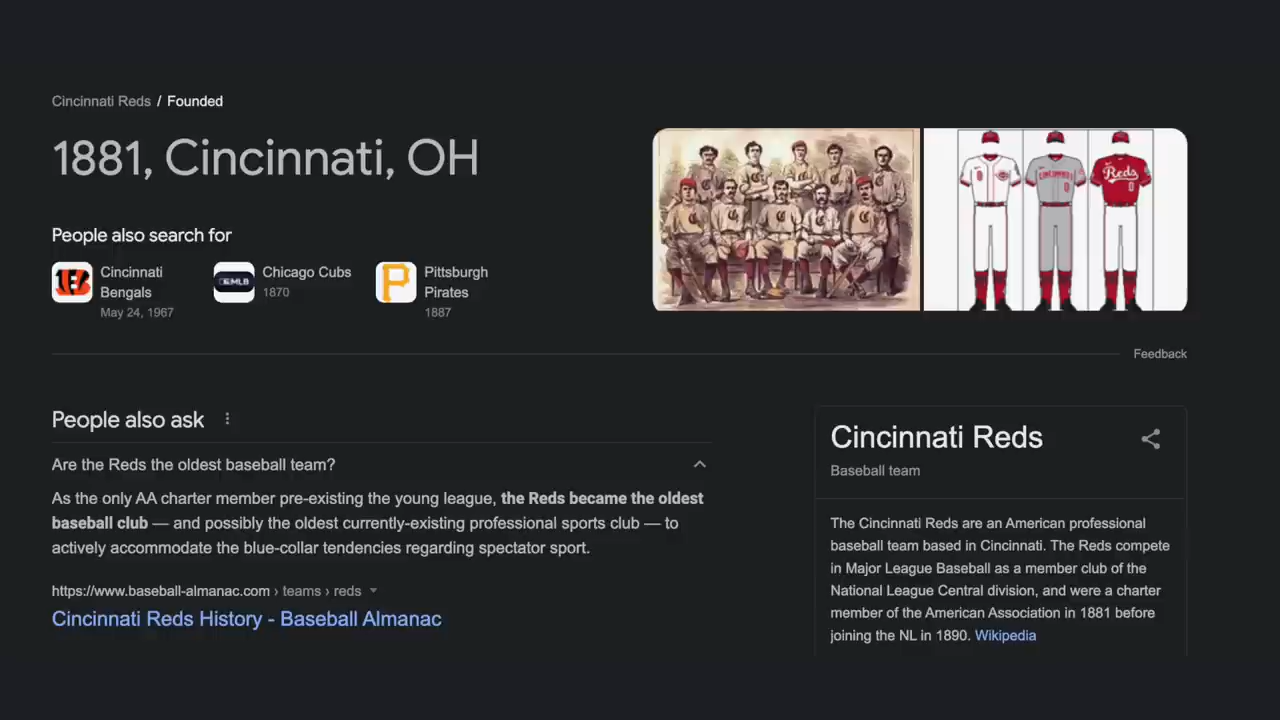 Cincinnati Reds / Founded
1881, Cincinnati, OH
People also search for
Cincinnati
Bengals
May 24, 1967
Chicago Cubs
1870
Pittsburgh
Pirates
1887
MLB
P
Reds
Feedback
People also ask
Are the Reds the oldest baseball team?
As the only AA charter member pre-existing the young league, the Reds became the oldest
baseball club — and possibly the oldest currently-existing professional sports club — to
actively accommodate the blue-collar tendencies regarding spectator sport.
https://www.baseball-almanac.com › teams › reds
Cincinnati Reds History - Baseball Almanac
Cincinnati Reds
Baseball team
The Cincinnati Reds are an American professional
baseball team based in Cincinnati. The Reds compete
in Major League Baseball as a member club of the
National League Central division, and were a charter
member of the American Association in 1881 before
joining the NL in 1890. Wikipedia